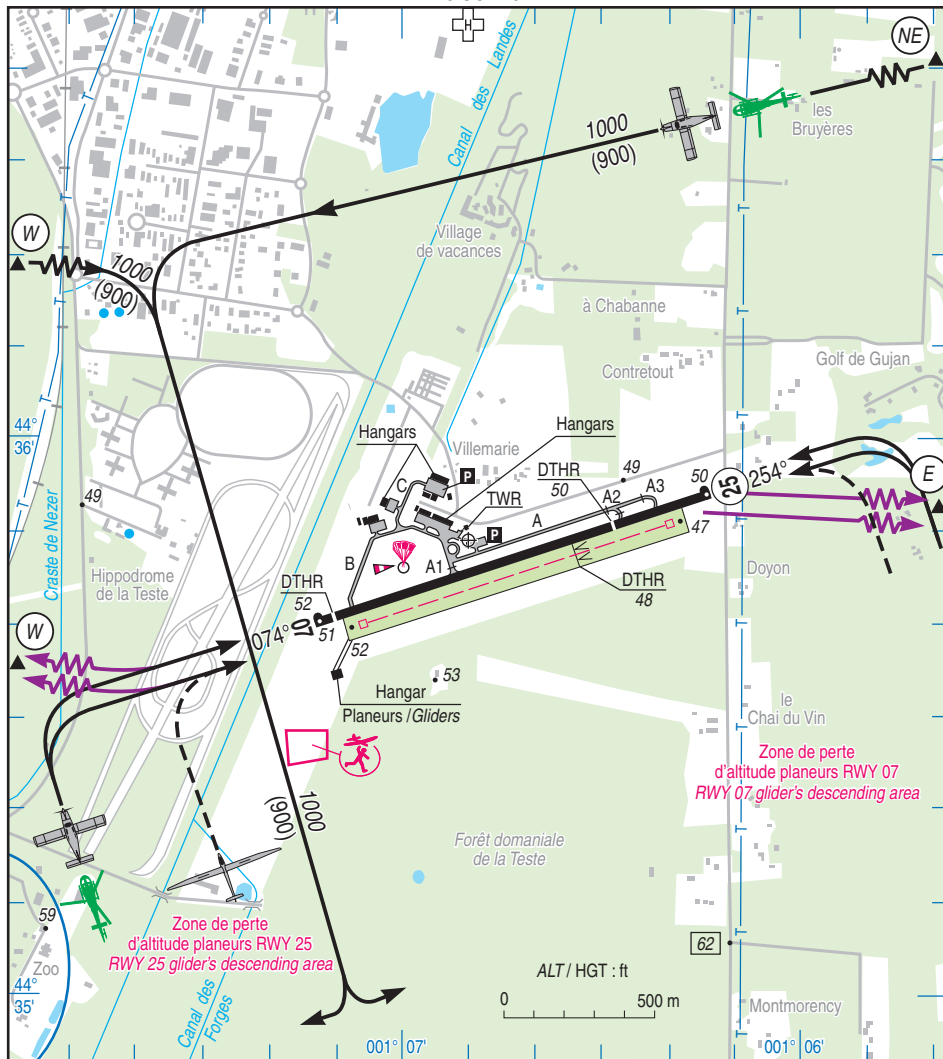 NE
H
Landes
des
Canal
les
Bruyères
1000
(900)
W
Village
de vacances
1000
(900)
à Chabanne
Contretout
Golf de Gujan
44°
36'
Hangars
Villemarie
Hangars
DTHR
50
49
50
25
254°
E
P
C
TWR
A2
A3
A
P
49
47
Craste de Nezer
B
A1
Hippodrome
de la Teste
DTHR
52
DTHR
48
Doyon
W
074°
07
51
52
53
Hangar
Planeurs /Gliders
le
Chai du Vin
Zone de perte
d'altitude planeurs RWY 07
RWY 07 glider's descending area
1000
(900)
Forêt domaniale
de la Teste
59
Zoo
Zone de perte
d'altitude planeurs RWY 25
RWY 25 glider's descending area
62
ALT / HGT : ft
0
500 m
44°
35'
Canal des
Forges
Montmorency
001° 07'
001° 06'